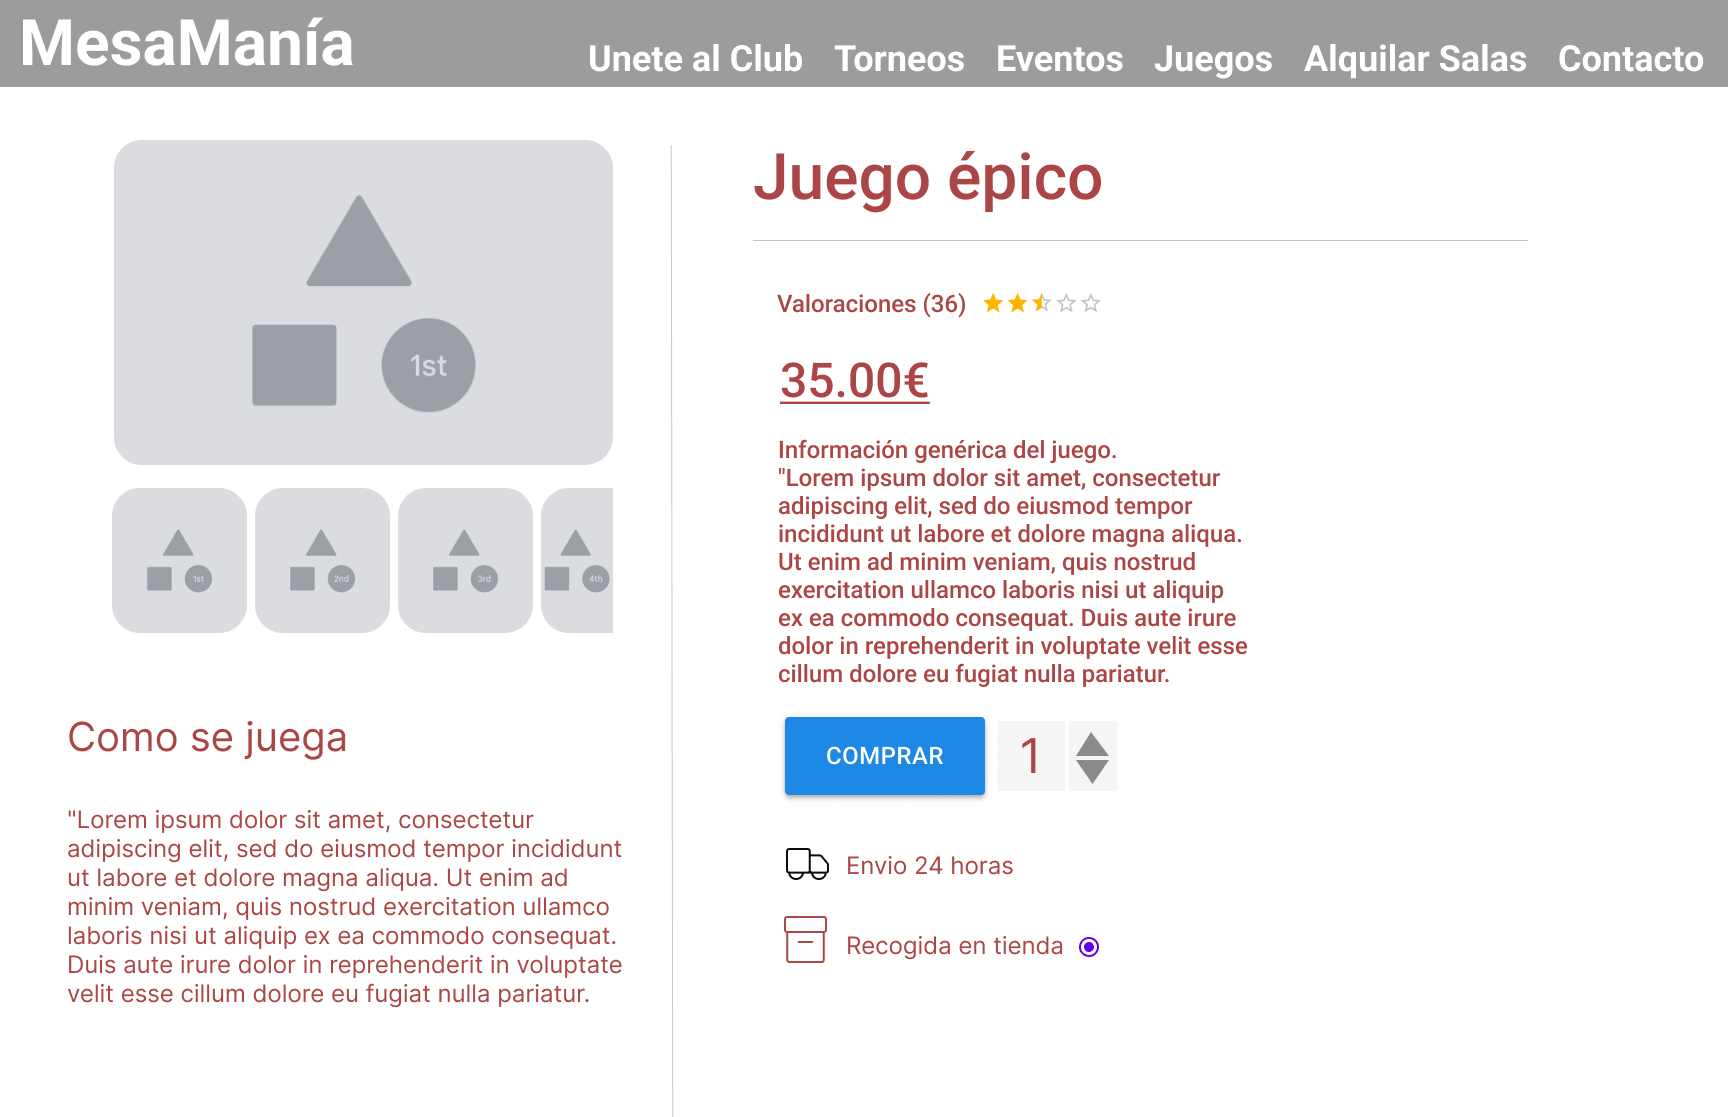 MesaManía
Unete al Club Torneos Eventos Juegos Alquilar Salas Contacto
1st
1st
2nd
3rd
4th
Como se juega
"Lorem ipsum dolor sit amet, consectetur
adipiscing elit, sed do eiusmod tempor incididunt
ut labore et dolore magna aliqua. Ut enim ad
minim veniam, quis nostrud exercitation ullamco
laboris nisi ut aliquip ex ea commodo consequat.
Duis aute irure dolor in reprehenderit in voluptate
velit esse cillum dolore eu fugiat nulla pariatur.
Juego épico
Valoraciones (36)
35.00€
Información genérica del juego.
"Lorem ipsum dolor sit amet, consectetur
adipiscing elit, sed do eiusmod tempor
incididunt ut labore et dolore magna aliqua.
Ut enim ad minim veniam, quis nostrud
exercitation ullamco laboris nisi ut aliquip
ex ea commodo consequat. Duis aute irure
dolor in reprehenderit in voluptate velit esse
cillum dolore eu fugiat nulla pariatur.
COMPRAR
1
Envio 24 horas
Recogida en tienda